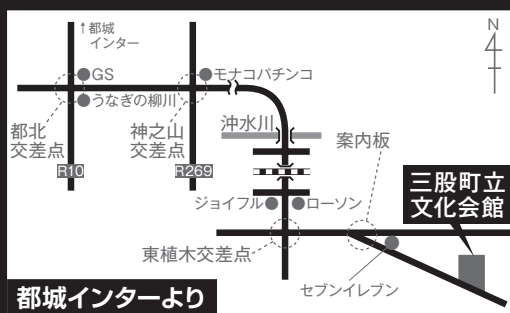 ↑都城
インター
N
GS
モナコパチンコ
うなぎの柳川
都北
交差点
神之山
交差点
沖水川
案内板
R10
R269
三股町立
文化会館
ジョイフル
ローソン
東植木交差点
セブンイレブン
都城インターより